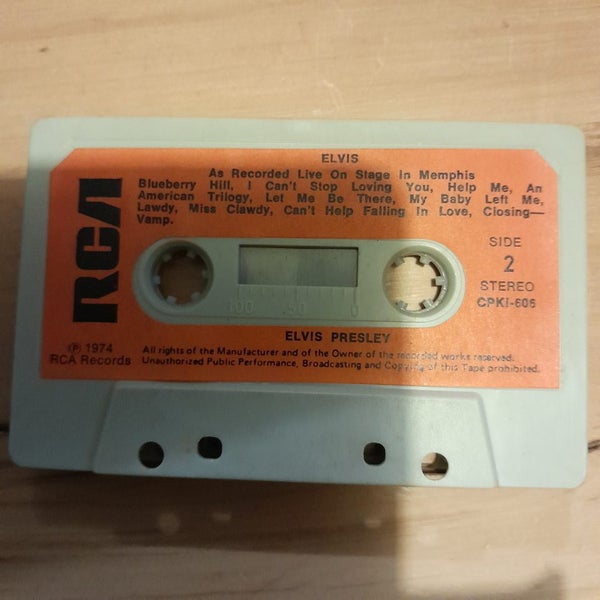 ELVIS
As Recorded Live On Stage In Memphis
Blueberry Hill, I Can't Stop Loving You, Help Me, An
American Trilogy, Let Me Be There, My Baby Left Me,
Lawdy, Miss Clawdy, Can't Help Falling In Love, Closing—
Vamp.
RCA
SIDE
2
STEREO
CPKI-606
100 50 0
ELVIS PRESLEY
℗ 1974
RCA Records
All rights of the Manufacturer and of the Owner of the recorded works reserved.
Unauthorized Public Performance, Broadcasting and Copying of this Tape prohibited.